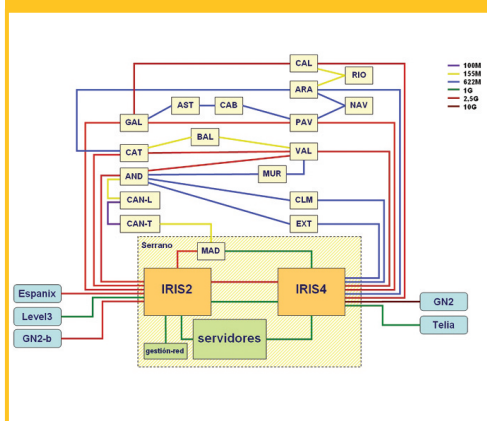 CAL
100M
155M
622M
1G
2,5G
10G
RIO
ARA
AST
CAB
NAV
GAL
PAV
BAL
CAT
VAL
AND
MUR
CAN-L
CLM
CAN-T
EXT
Serrano
MAD
IRIS2
IRIS4
Espanix
GN2
Level3
Telia
GN2-b
servidores
gestión-red